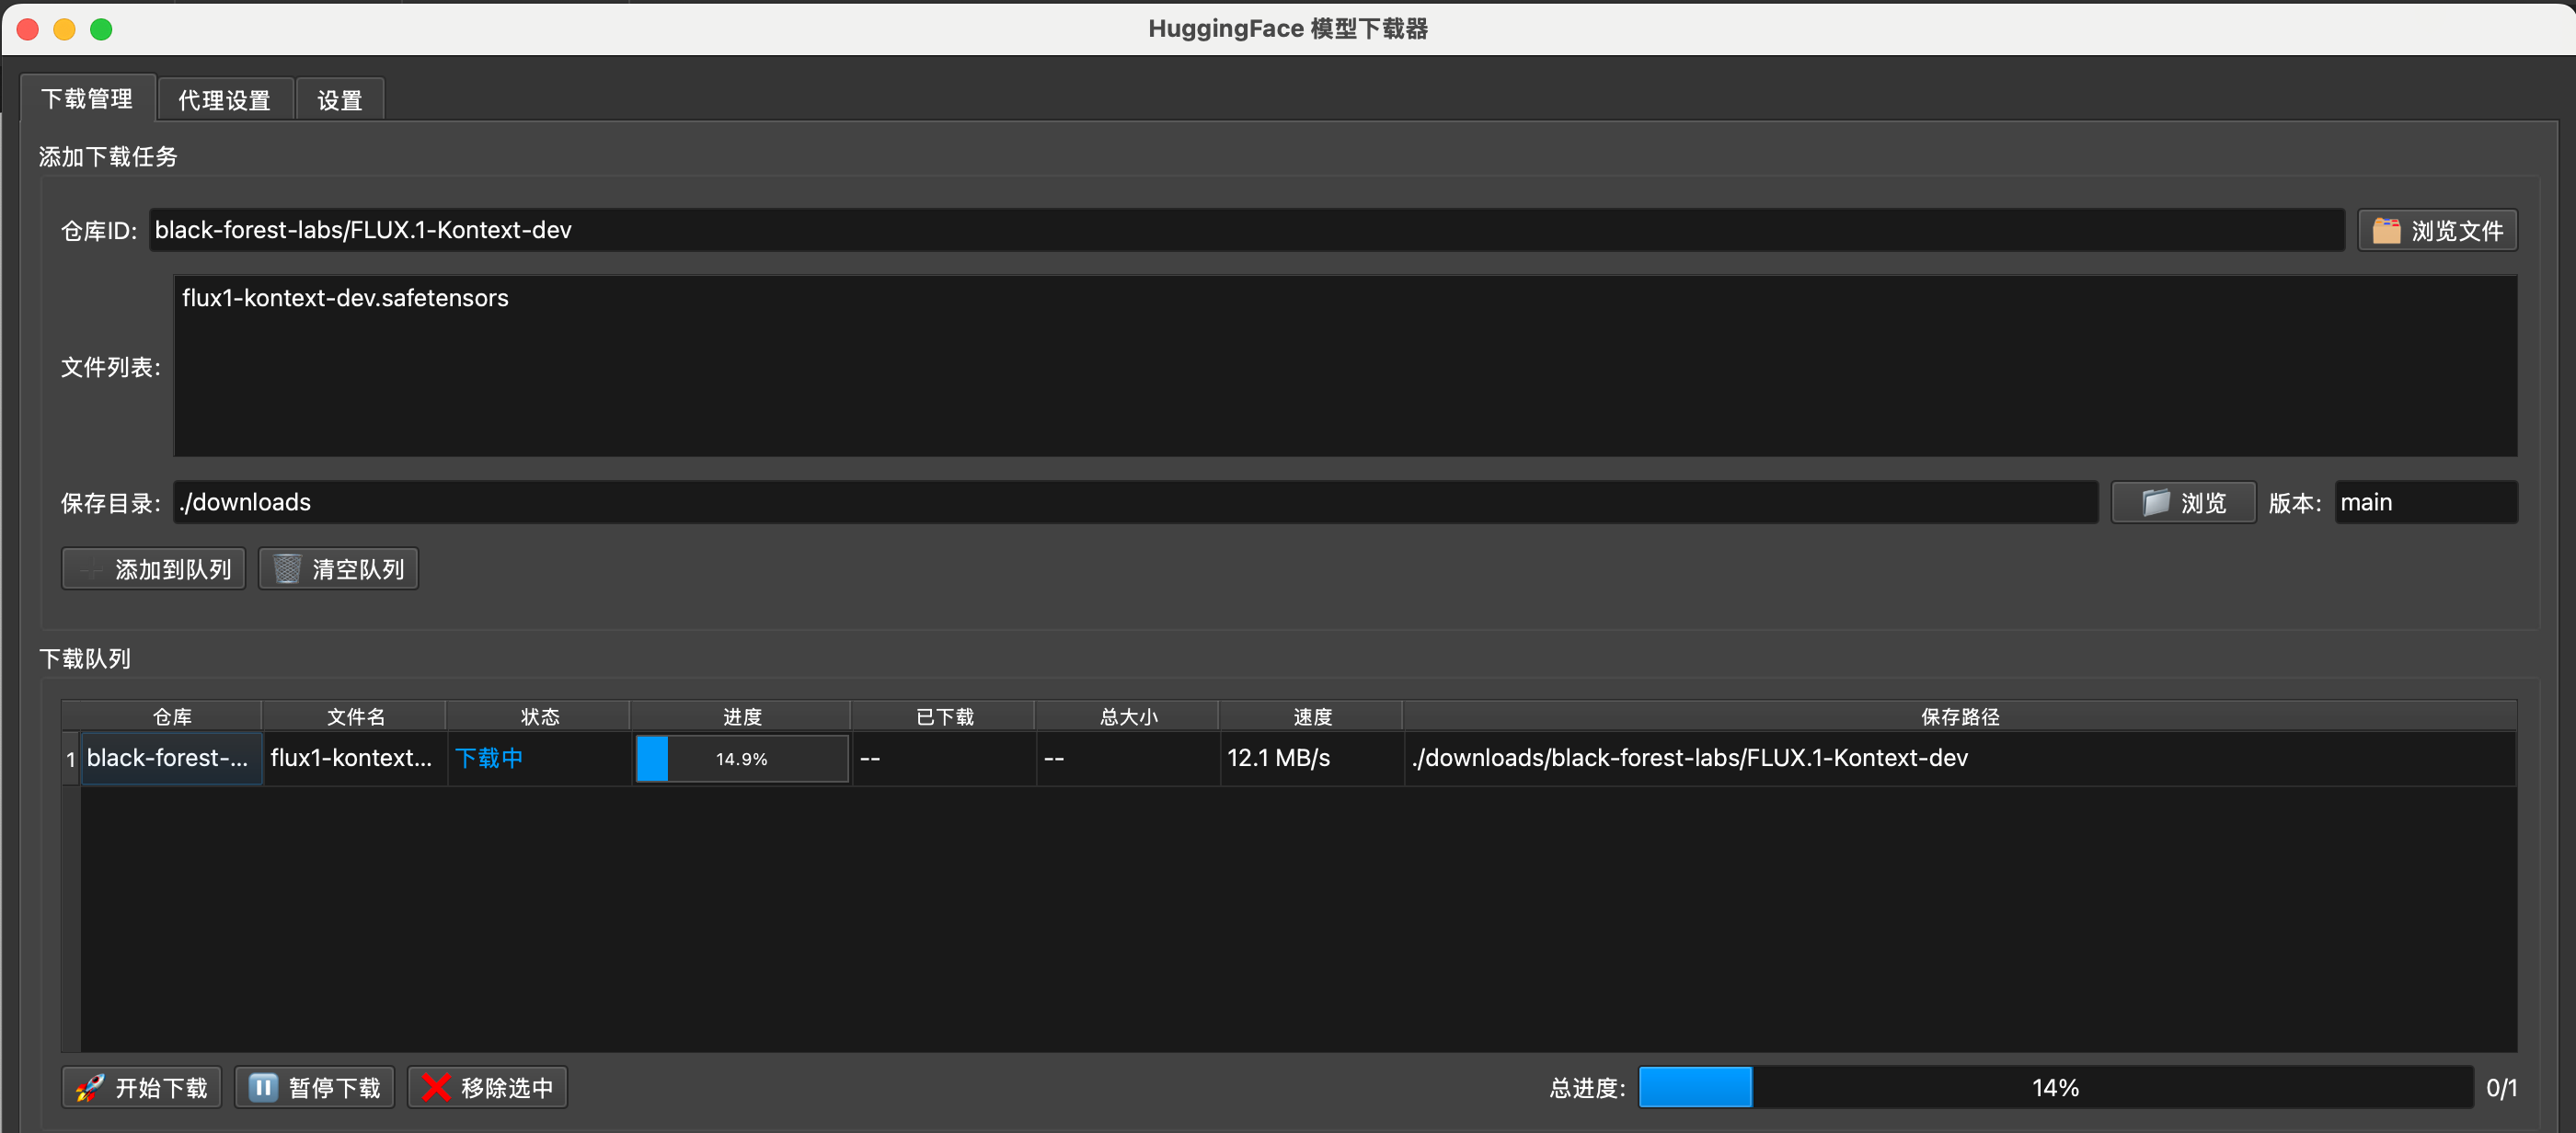 HuggingFace 模型下载器
下载管理 代理设置 设置
添加下载任务
仓库ID: black-forest-labs/FLUX.1-Kontext-dev 浏览文件
flux1-kontext-dev.safetensors
文件列表:
保存目录: ./downloads 浏览 版本: main
添加到队列 清空队列
下载队列
仓库 文件名 状态 进度 已下载 总大小 速度 保存路径
1 black-forest-... flux1-kontext... 下载中 14.9% -- -- 12.1 MB/s ./downloads/black-forest-labs/FLUX.1-Kontext-dev
开始下载 暂停下载 移除选中 总进度: 14% 0/1